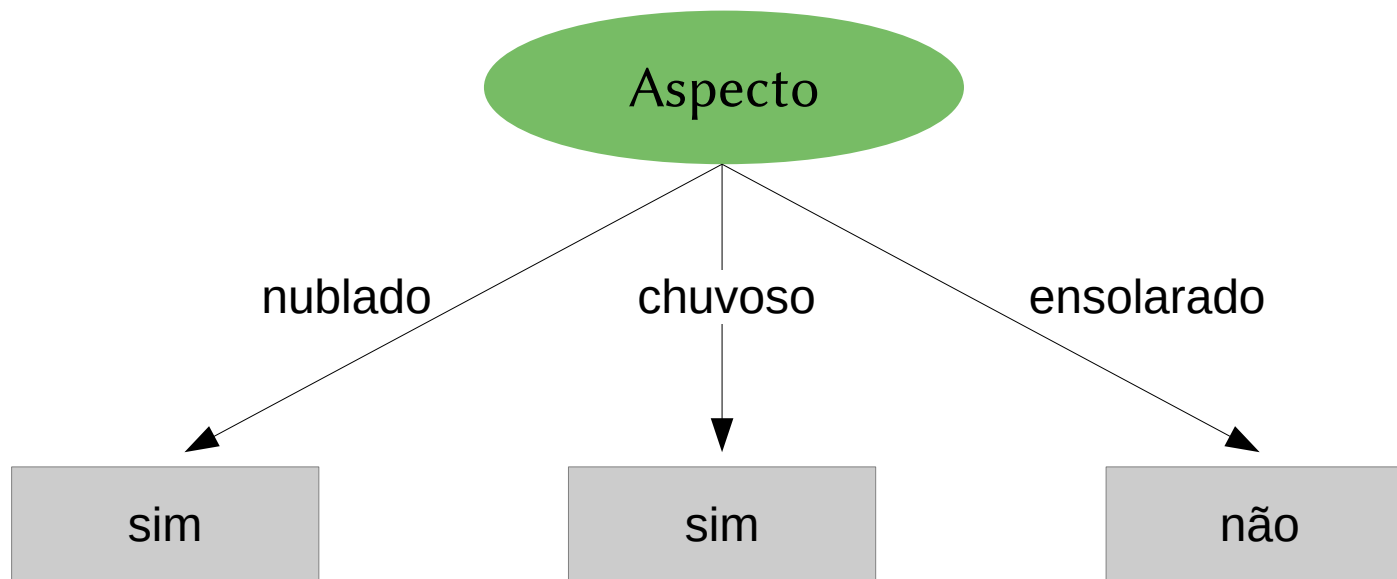 Aspecto
nublado
chuvoso
ensolarado
sim
sim
não